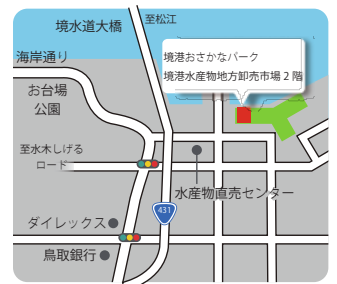 境水道大橋
至松江
海岸通り
境港おさかなパーク
境港水産物地方卸売市場 2 階
お台場
公園
至水木しげる
ロード
水産物直売センター
431
ダイレックス
鳥取銀行